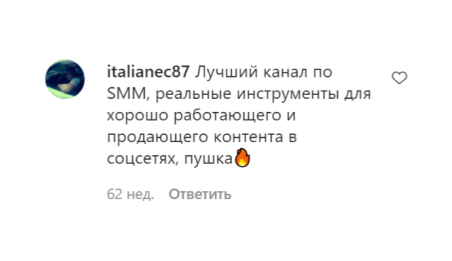 italianec87 Лучший канал по
SMM, реальные инструменты для
хорошо работающего и
продающего контента в
соцсетях, пушка🔥
62 нед. Ответить